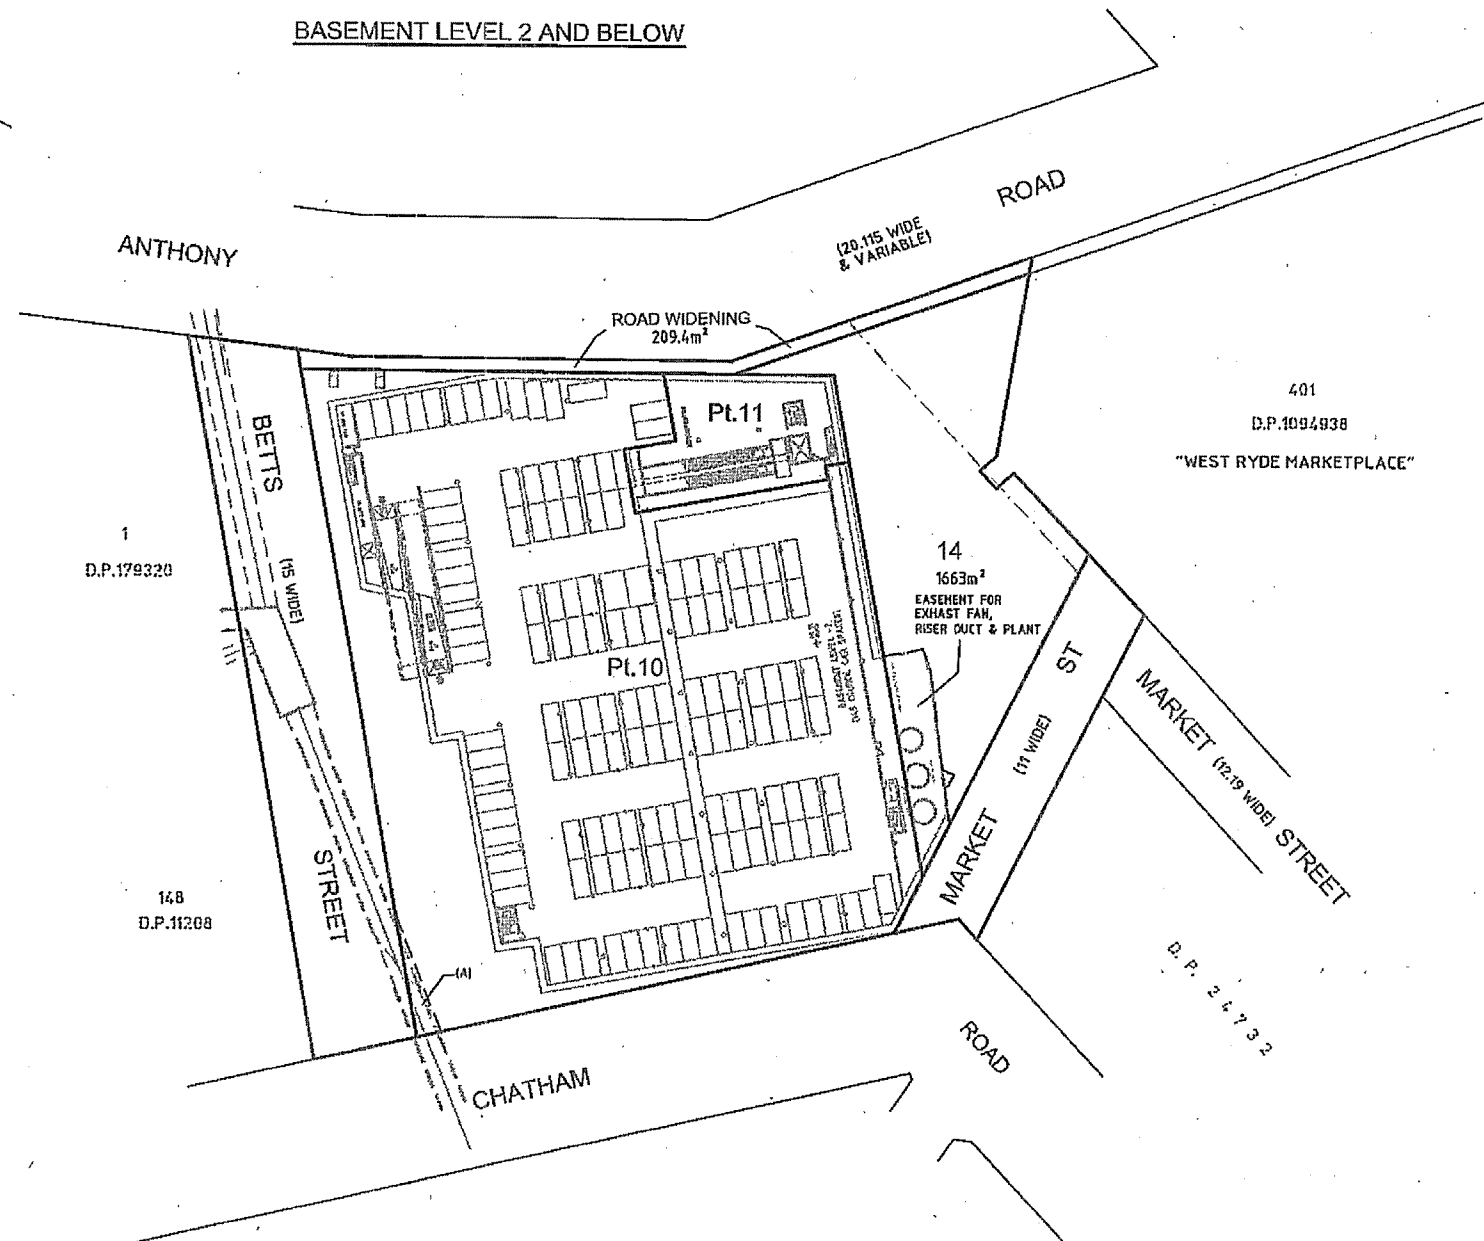 BASEMENT LEVEL 2 AND BELOW
ROAD
(20.115 WIDE
& VARIABLE)
ANTHONY
ROAD WIDENING
209.4m²
401
D.P.1094938
"WEST RYDE MARKETPLACE"
Pt.11
BETTS
(15 WIDE)
STREET
1
D.P.179320
14
1663m²
EASEMENT FOR
EXHAST FAN,
RISER DUCT & PLANT
Pt.10
MARKET
(11 WIDE)
ST
MARKET (12.19 WIDE) STREET
148
D.P.11208
(A)
D. P. 24732
ROAD
CHATHAM